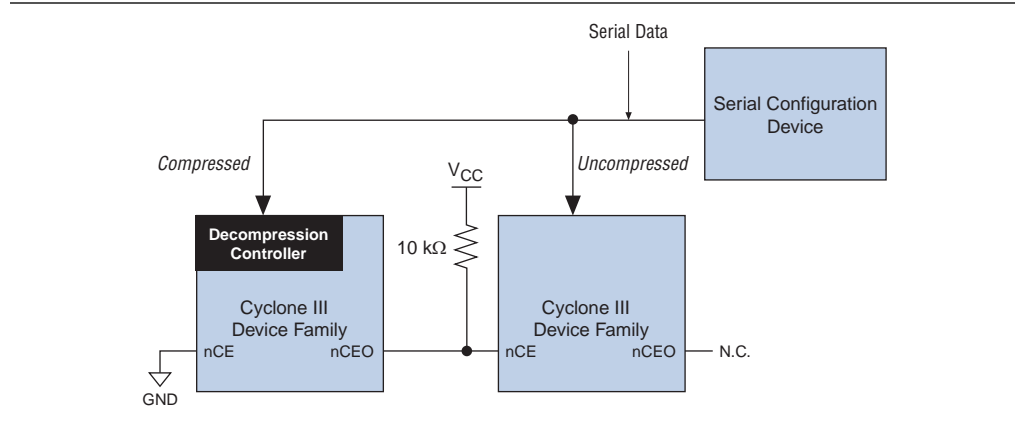 Serial Data
Serial Configuration
Device
Compressed
Uncompressed
VCC
Decompression
Controller
10 kΩ
Cyclone III
Device Family
nCE
nCEO
Cyclone III
Device Family
nCE
nCEO
N.C.
GND